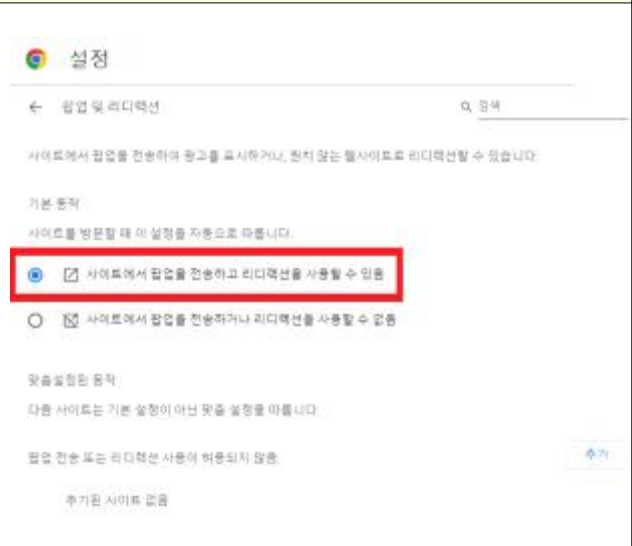 설정
팝업 및 리디렉션
검색
사이트에서 팝업을 전송하여 광고를 표시하거나, 원치 않는 웹사이트로 리디렉션할 수 있습니다.
기본 동작
사이트를 방문할 때 이 설정을 자동으로 따릅니다.
사이트에서 팝업을 전송하고 리디렉션을 사용할 수 있음
사이트에서 팝업을 전송하거나 리디렉션을 사용할 수 없음
맞춤설정된 동작
다음 사이트는 기본 설정이 아닌 맞춤 설정을 따릅니다.
팝업 전송 또는 리디렉션 사용이 허용되지 않음
추가
추가된 사이트 없음